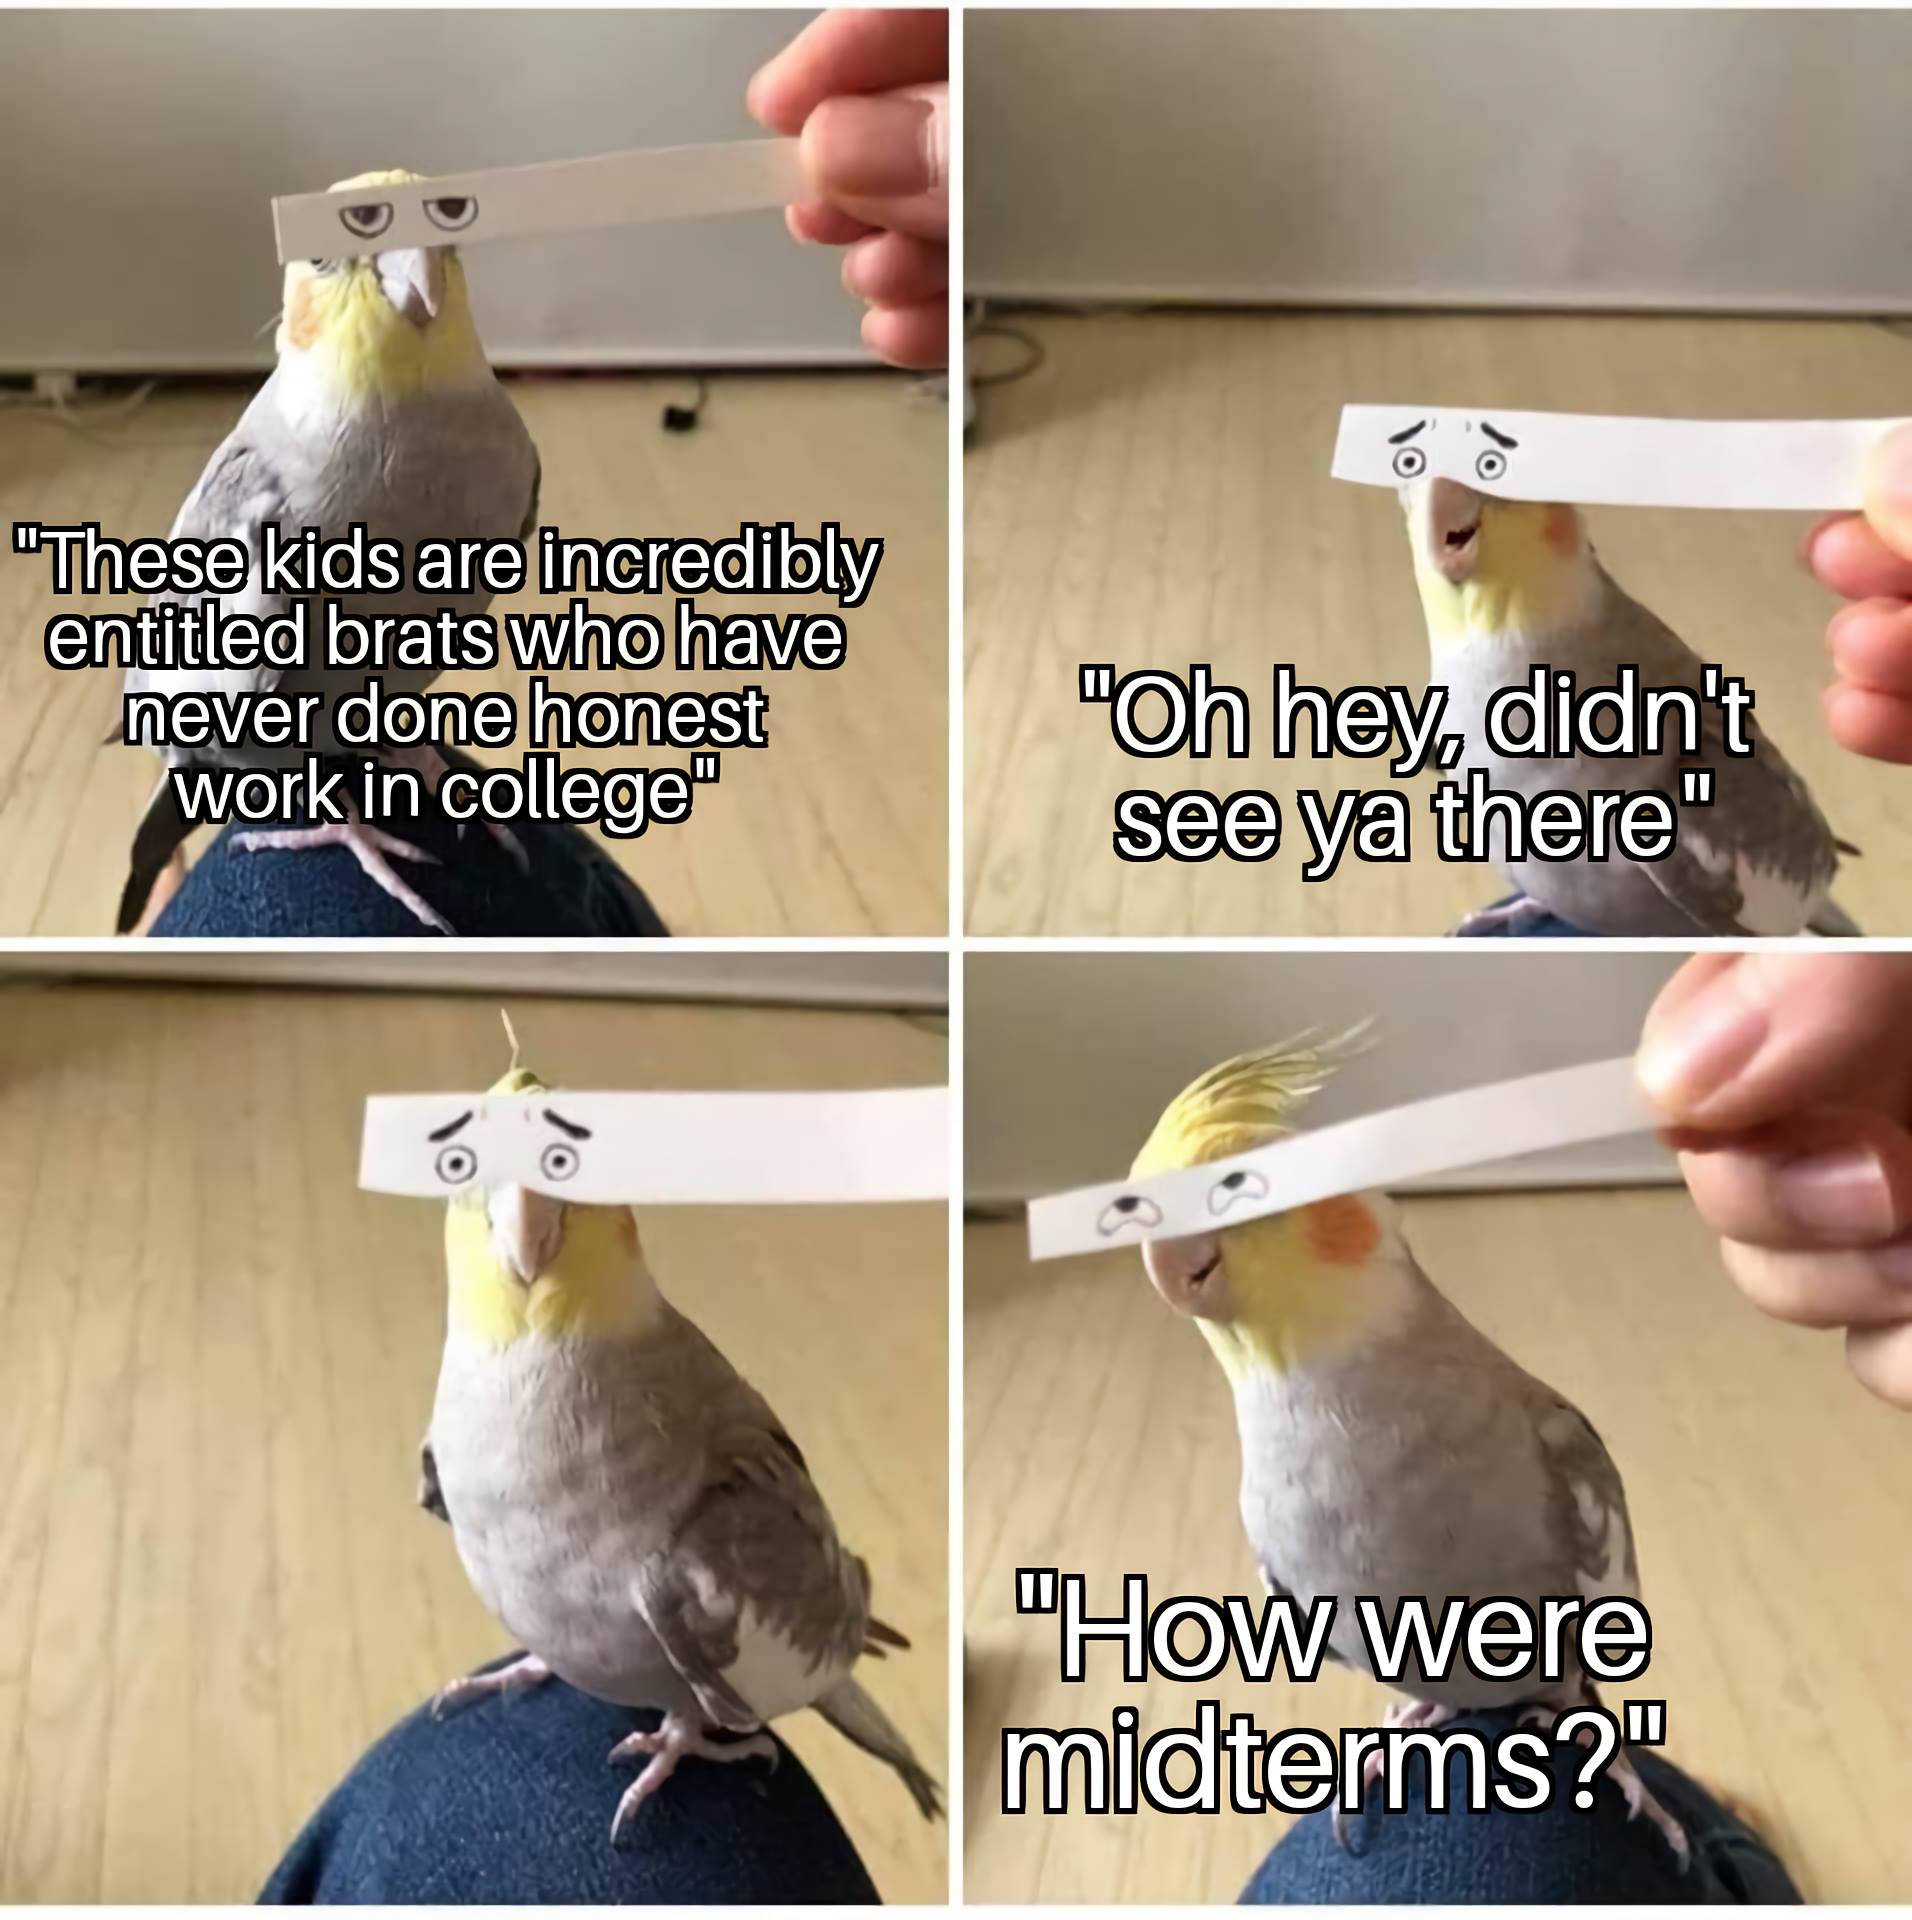 "These kids are incredibly
entitled brats who have
never done honest
work in college"
"Oh hey, didn't
see ya there"
"How were
midterms?"